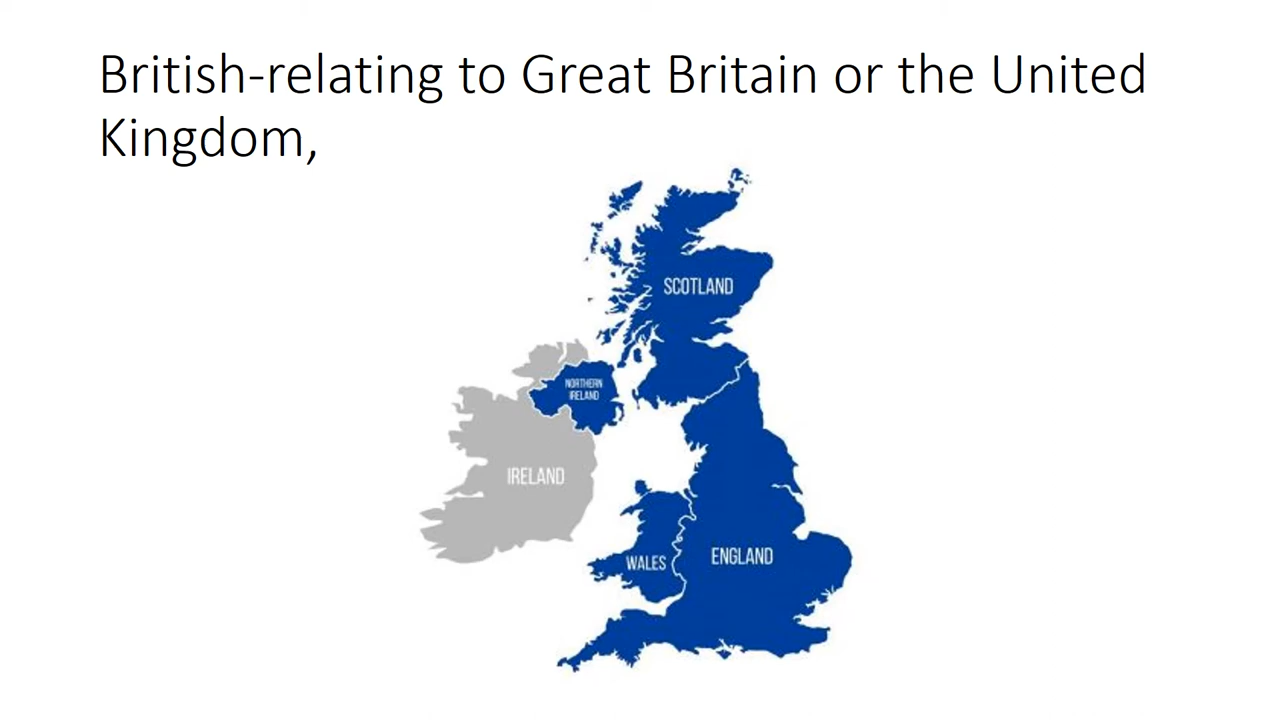 British-relating to Great Britain or the United
Kingdom,
SCOTLAND
NORTHERN
IRELAND
IRELAND
WALES
ENGLAND